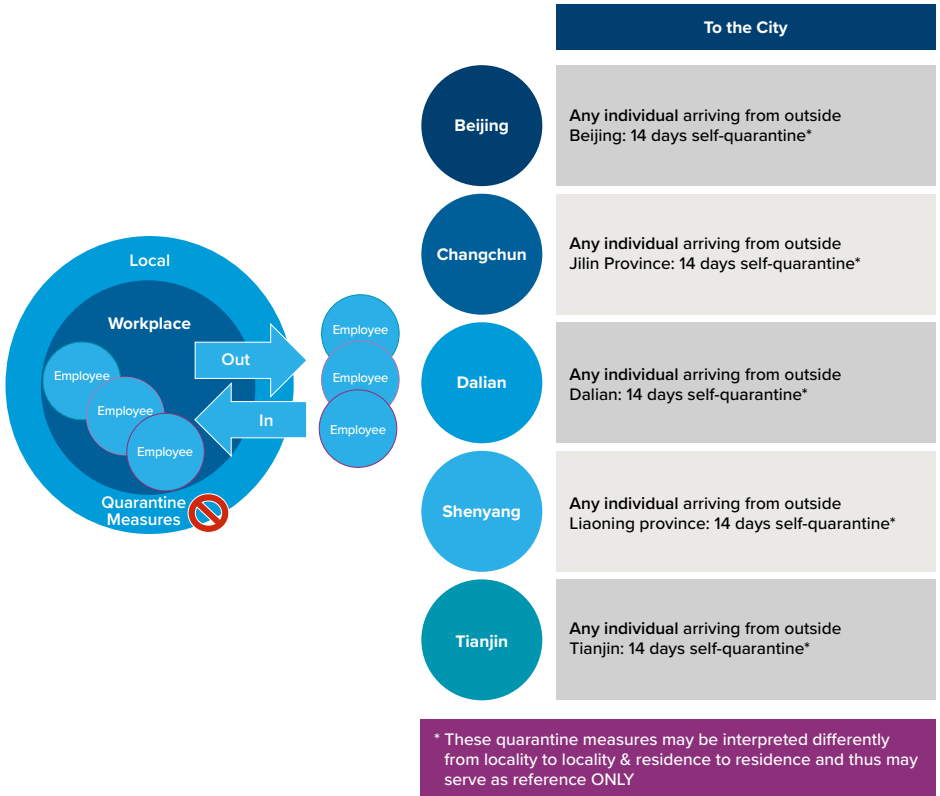 Local
Workplace
Employee
Employee
Employee
Out
In
Quarantine
Measures
Employee
Employee
Employee
To the City
Beijing
Any individual arriving from outside
Beijing: 14 days self-quarantine*
Changchun
Any individual arriving from outside
Jilin Province: 14 days self-quarantine*
Dalian
Any individual arriving from outside
Dalian: 14 days self-quarantine*
Shenyang
Any individual arriving from outside
Liaoning province: 14 days self-quarantine*
Tianjin
Any individual arriving from outside
Tianjin: 14 days self-quarantine*
* These quarantine measures may be interpreted differently
from locality to locality & residence to residence and thus may
serve as reference ONLY